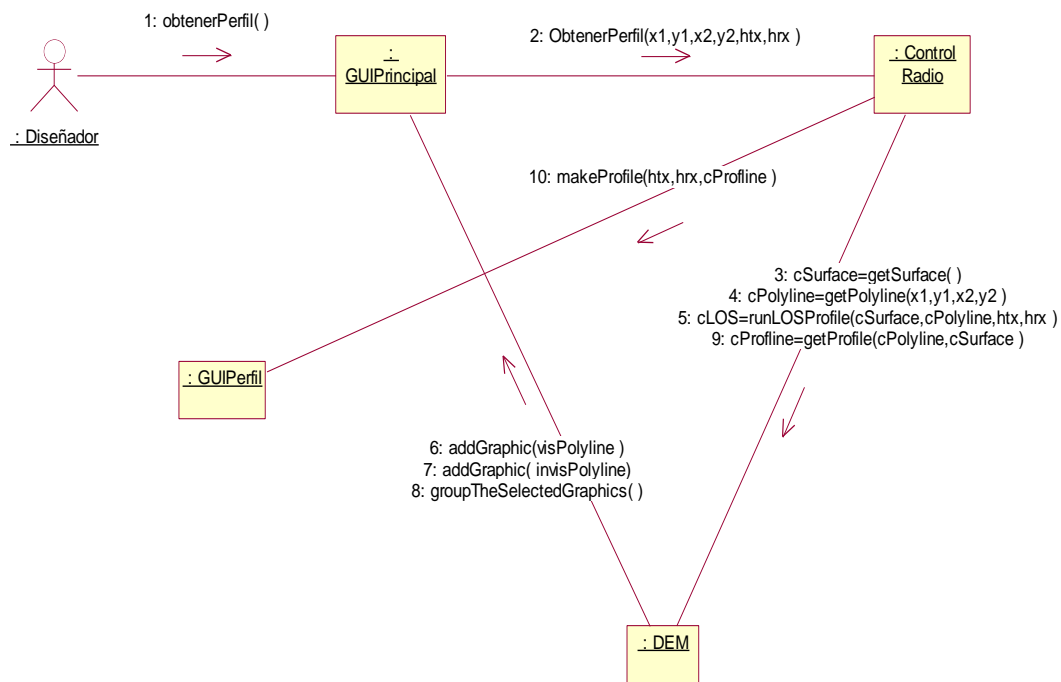 1: obtenerPerfil( )
2: ObtenerPerfil(x1,y1,x2,y2,htx,hrx )
:
GUIPrincipal
: Control
Radio
: Diseñador
10: makeProfile(htx,hrx,cProfline )
3: cSurface=getSurface( )
4: cPolyline=getPolyline(x1,y1,x2,y2 )
5: cLOS=runLOSProfile(cSurface,cPolyline,htx,hrx )
9: cProfline=getProfile(cPolyline,cSurface )
: GUIPerfil
6: addGraphic(visPolyline )
7: addGraphic( invisPolyline)
8: groupTheSelectedGraphics( )
: DEM